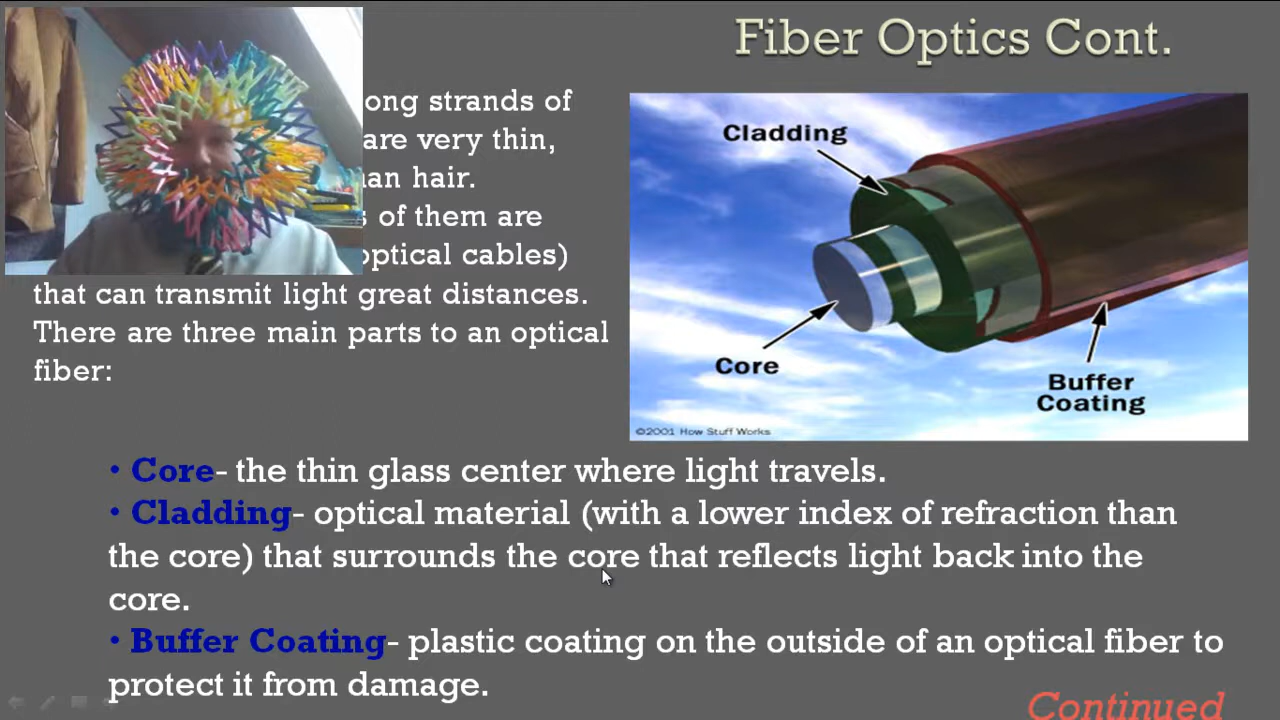 Fiber Optics Cont.
ong strands of
are very thin,
an hair.
s of them are
optical cables)
that can transmit light great distances.
There are three main parts to an optical
fiber:
Cladding
Core
Buffer
Coating
©2001 How Stuff Works
• Core- the thin glass center where light travels.
• Cladding- optical material (with a lower index of refraction than
the core) that surrounds the core that reflects light back into the
core.
• Buffer Coating- plastic coating on the outside of an optical fiber to
protect it from damage.
Continued